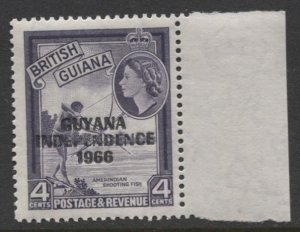 BRITISH
GUIANA
GUYANA
INDEPENDENCE
1966
AMERINDIAN
SHOOTING FISH
4 CENTS POSTAGE & REVENUE 4 CENTS